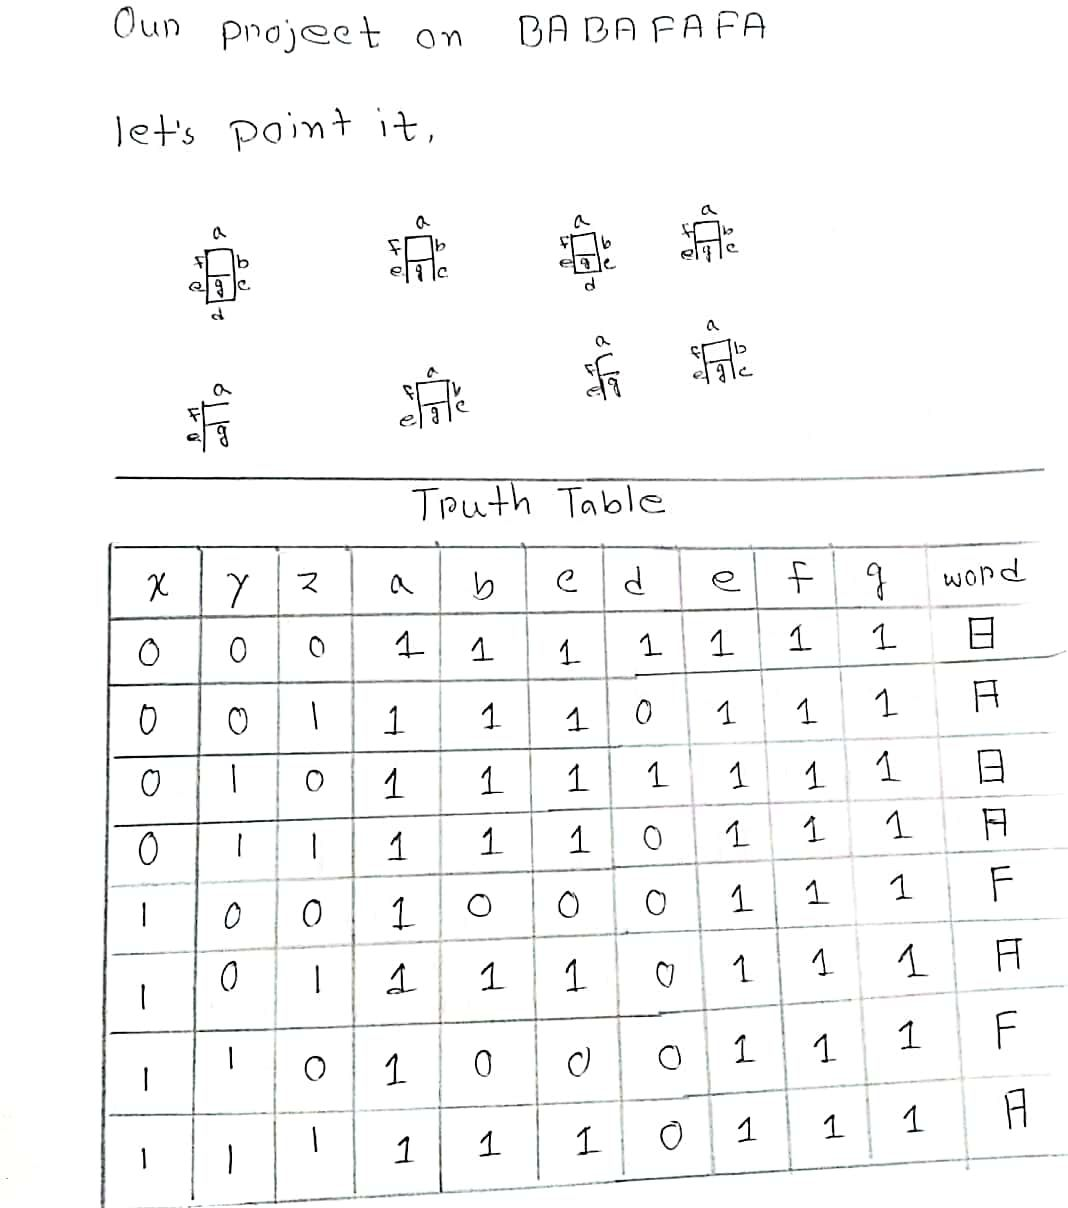 Our project on BABAFAFA
let's point it,
a a a a
f b f b f b f b
e g c e g c e g c e g c
d d
a a a a
f f b f f b
e g e g c e g e g c
Truth Table
x y z a b c d e f g word
0 0 0 1 1 1 1 1 1 1 B
0 0 1 1 1 1 0 1 1 1 A
0 1 0 1 1 1 1 1 1 1 B
0 1 1 1 1 1 0 1 1 1 A
1 0 0 1 0 0 0 1 1 1 F
1 0 1 1 1 1 0 1 1 1 A
1 1 0 1 0 0 0 1 1 1 F
1 1 1 1 1 1 0 1 1 1 A